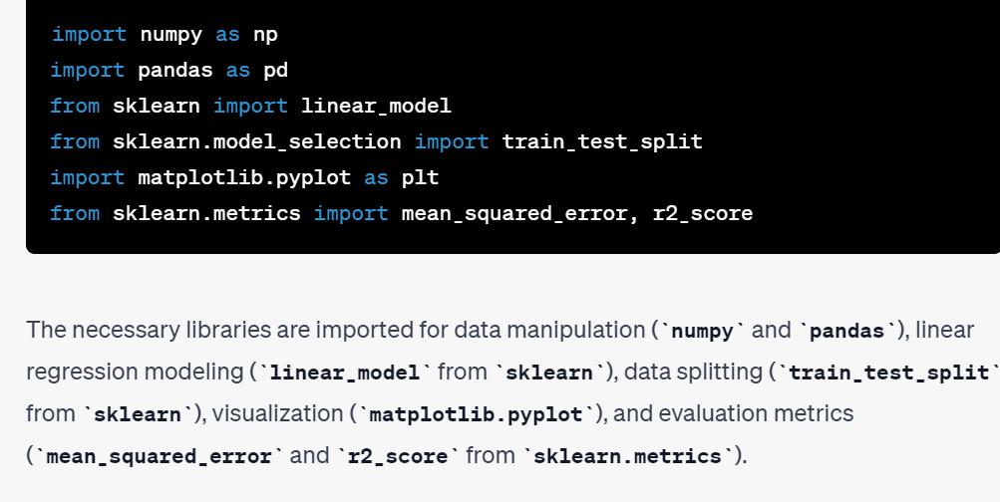 import numpy as np
import pandas as pd
from sklearn import linear_model
from sklearn.model_selection import train_test_split
import matplotlib.pyplot as plt
from sklearn.metrics import mean_squared_error, r2_score
The necessary libraries are imported for data manipulation (`numpy` and `pandas`), linear
regression modeling (`linear_model` from `sklearn`), data splitting (`train_test_split`
from `sklearn`), visualization (`matplotlib.pyplot`), and evaluation metrics
(`mean_squared_error` and `r2_score` from `sklearn.metrics`).